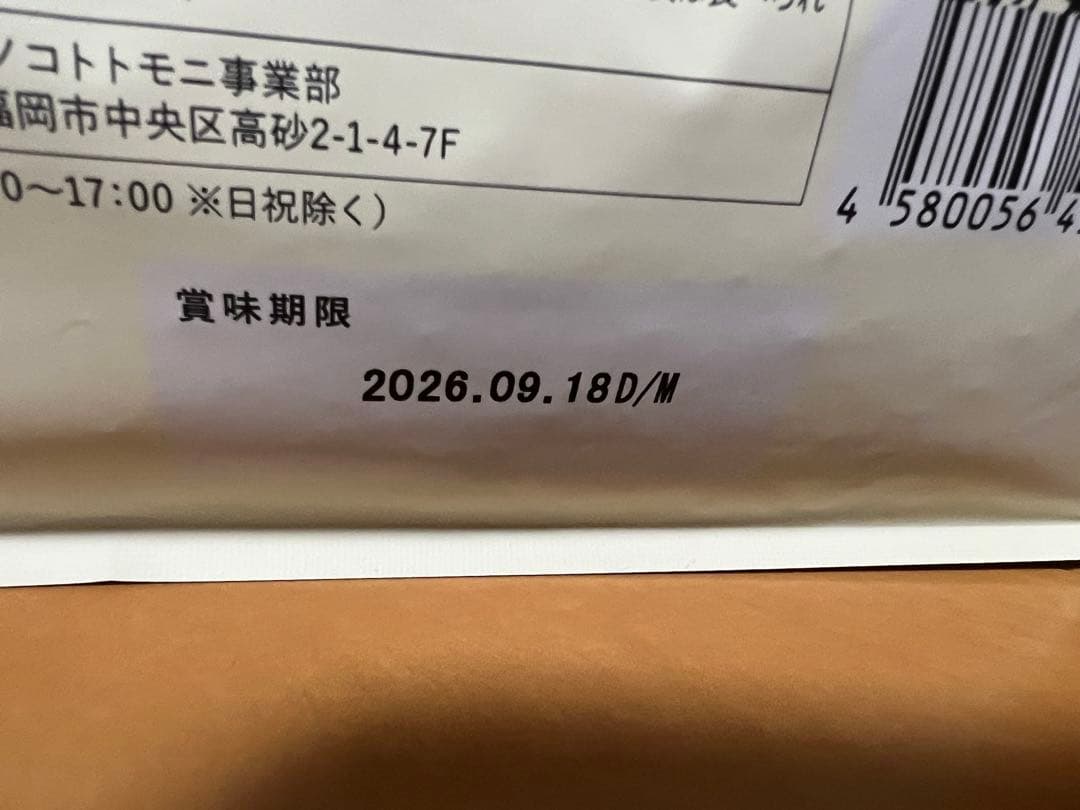 ノコトトモニ事業部
福岡市中央区高砂2-1-4-7F
0～17:00 ※日祝除く）
4 580056 4
賞味期限
2026.09.18D/M